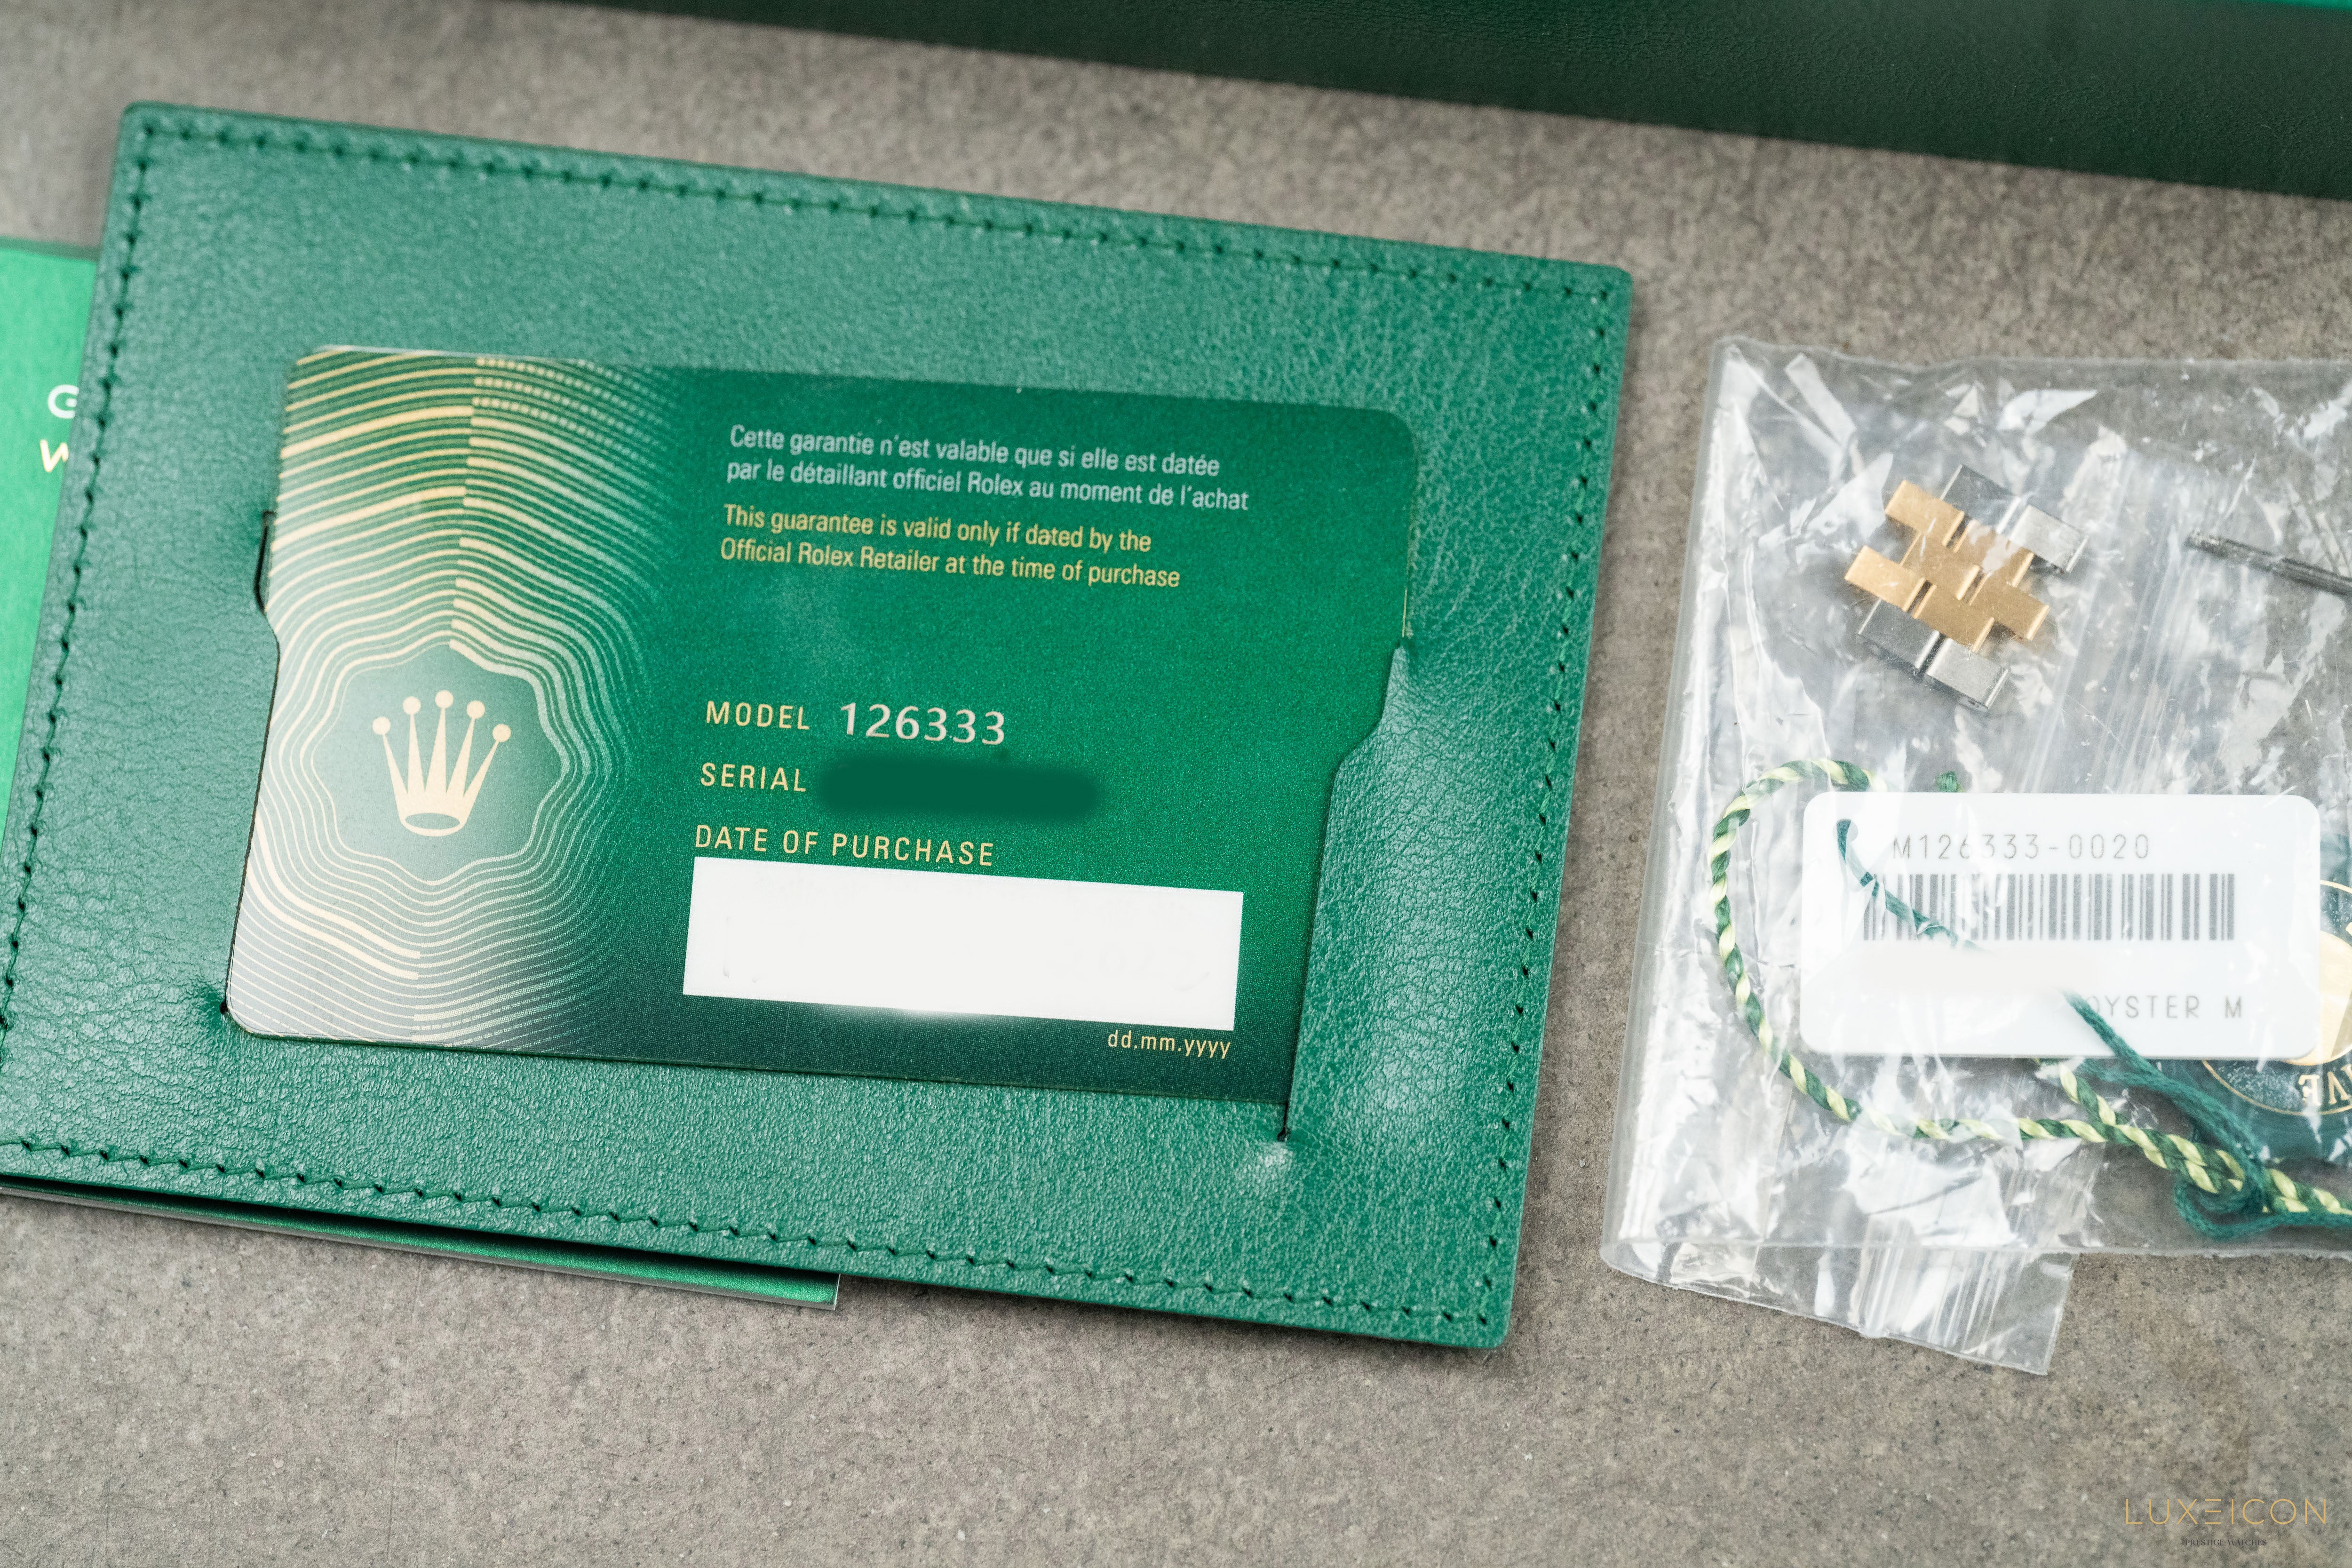 Cette garantie n'est valable que si elle est datée
par le détaillant officiel Rolex au moment de l'achat
This guarantee is valid only if dated by the
Official Rolex Retailer at the time of purchase
MODEL 126333
SERIAL
DATE OF PURCHASE
dd.mm.yyyy
M126333-0020
OYSTER M
LUXEICON
PRESTIGE WATCHES